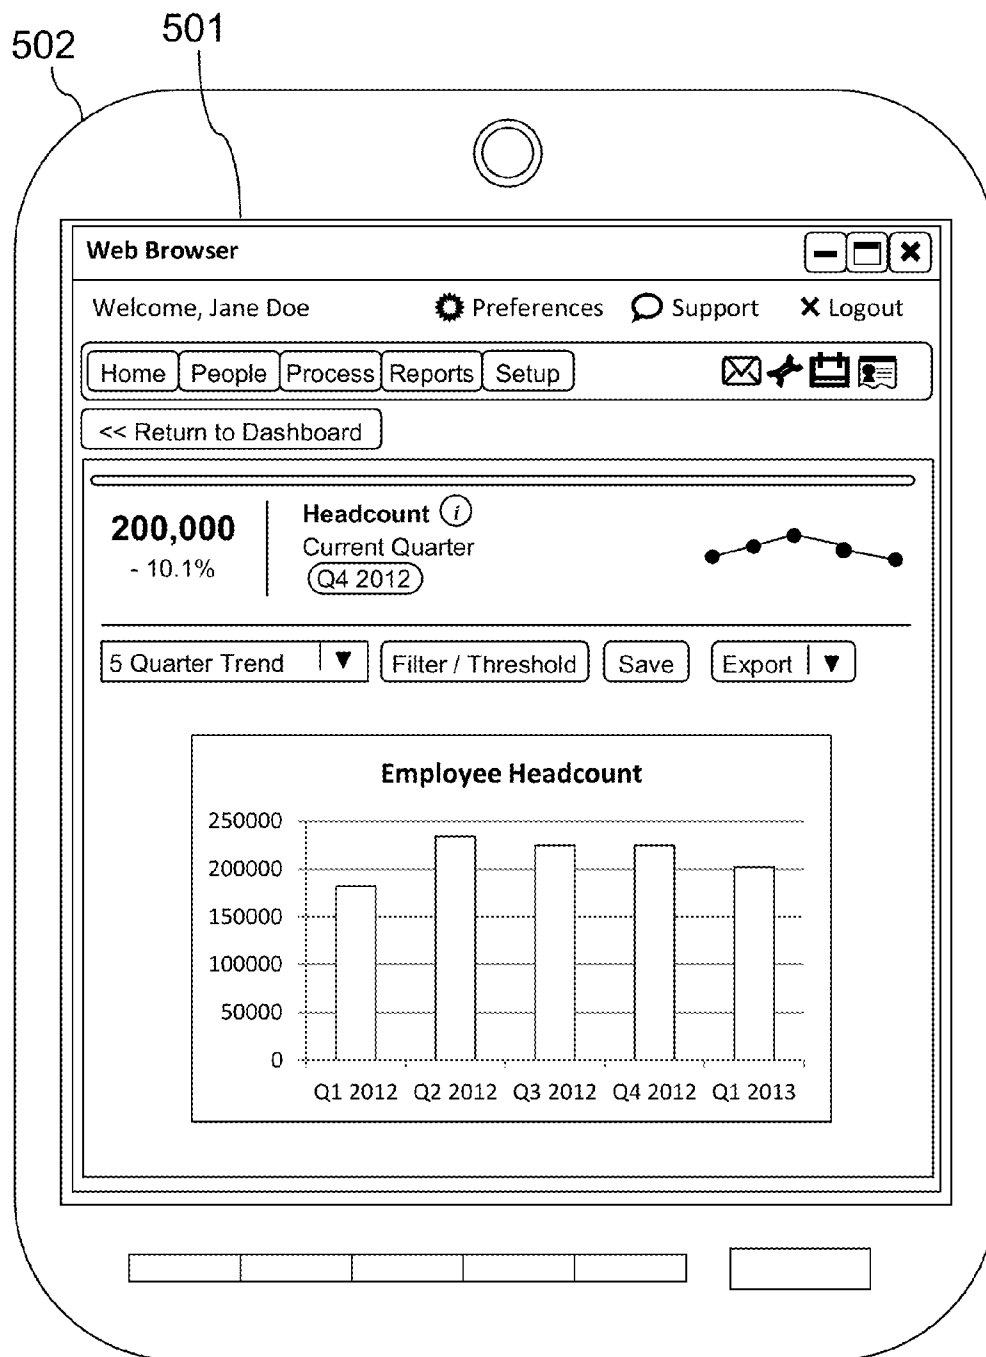 501
502
Web Browser
Welcome, Jane Doe Preferences Support Logout
Home People Process Reports Setup
<< Return to Dashboard
200,000
- 10.1%
Headcount i
Current Quarter
Q4 2012
5 Quarter Trend Filter / Threshold Save Export
Employee Headcount
250000
200000
150000
100000
50000
0
Q1 2012 Q2 2012 Q3 2012 Q4 2012 Q1 2013